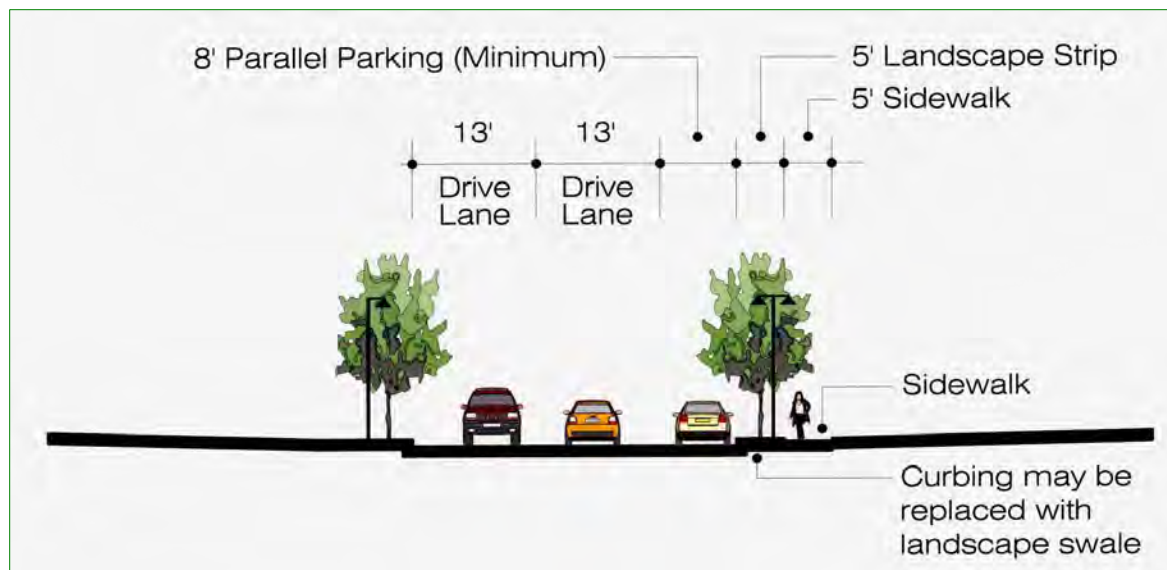 8' Parallel Parking (Minimum)
5' Landscape Strip
5' Sidewalk
13'
13'
Drive
Lane
Drive
Lane
Sidewalk
Curbing may be
replaced with
landscape swale